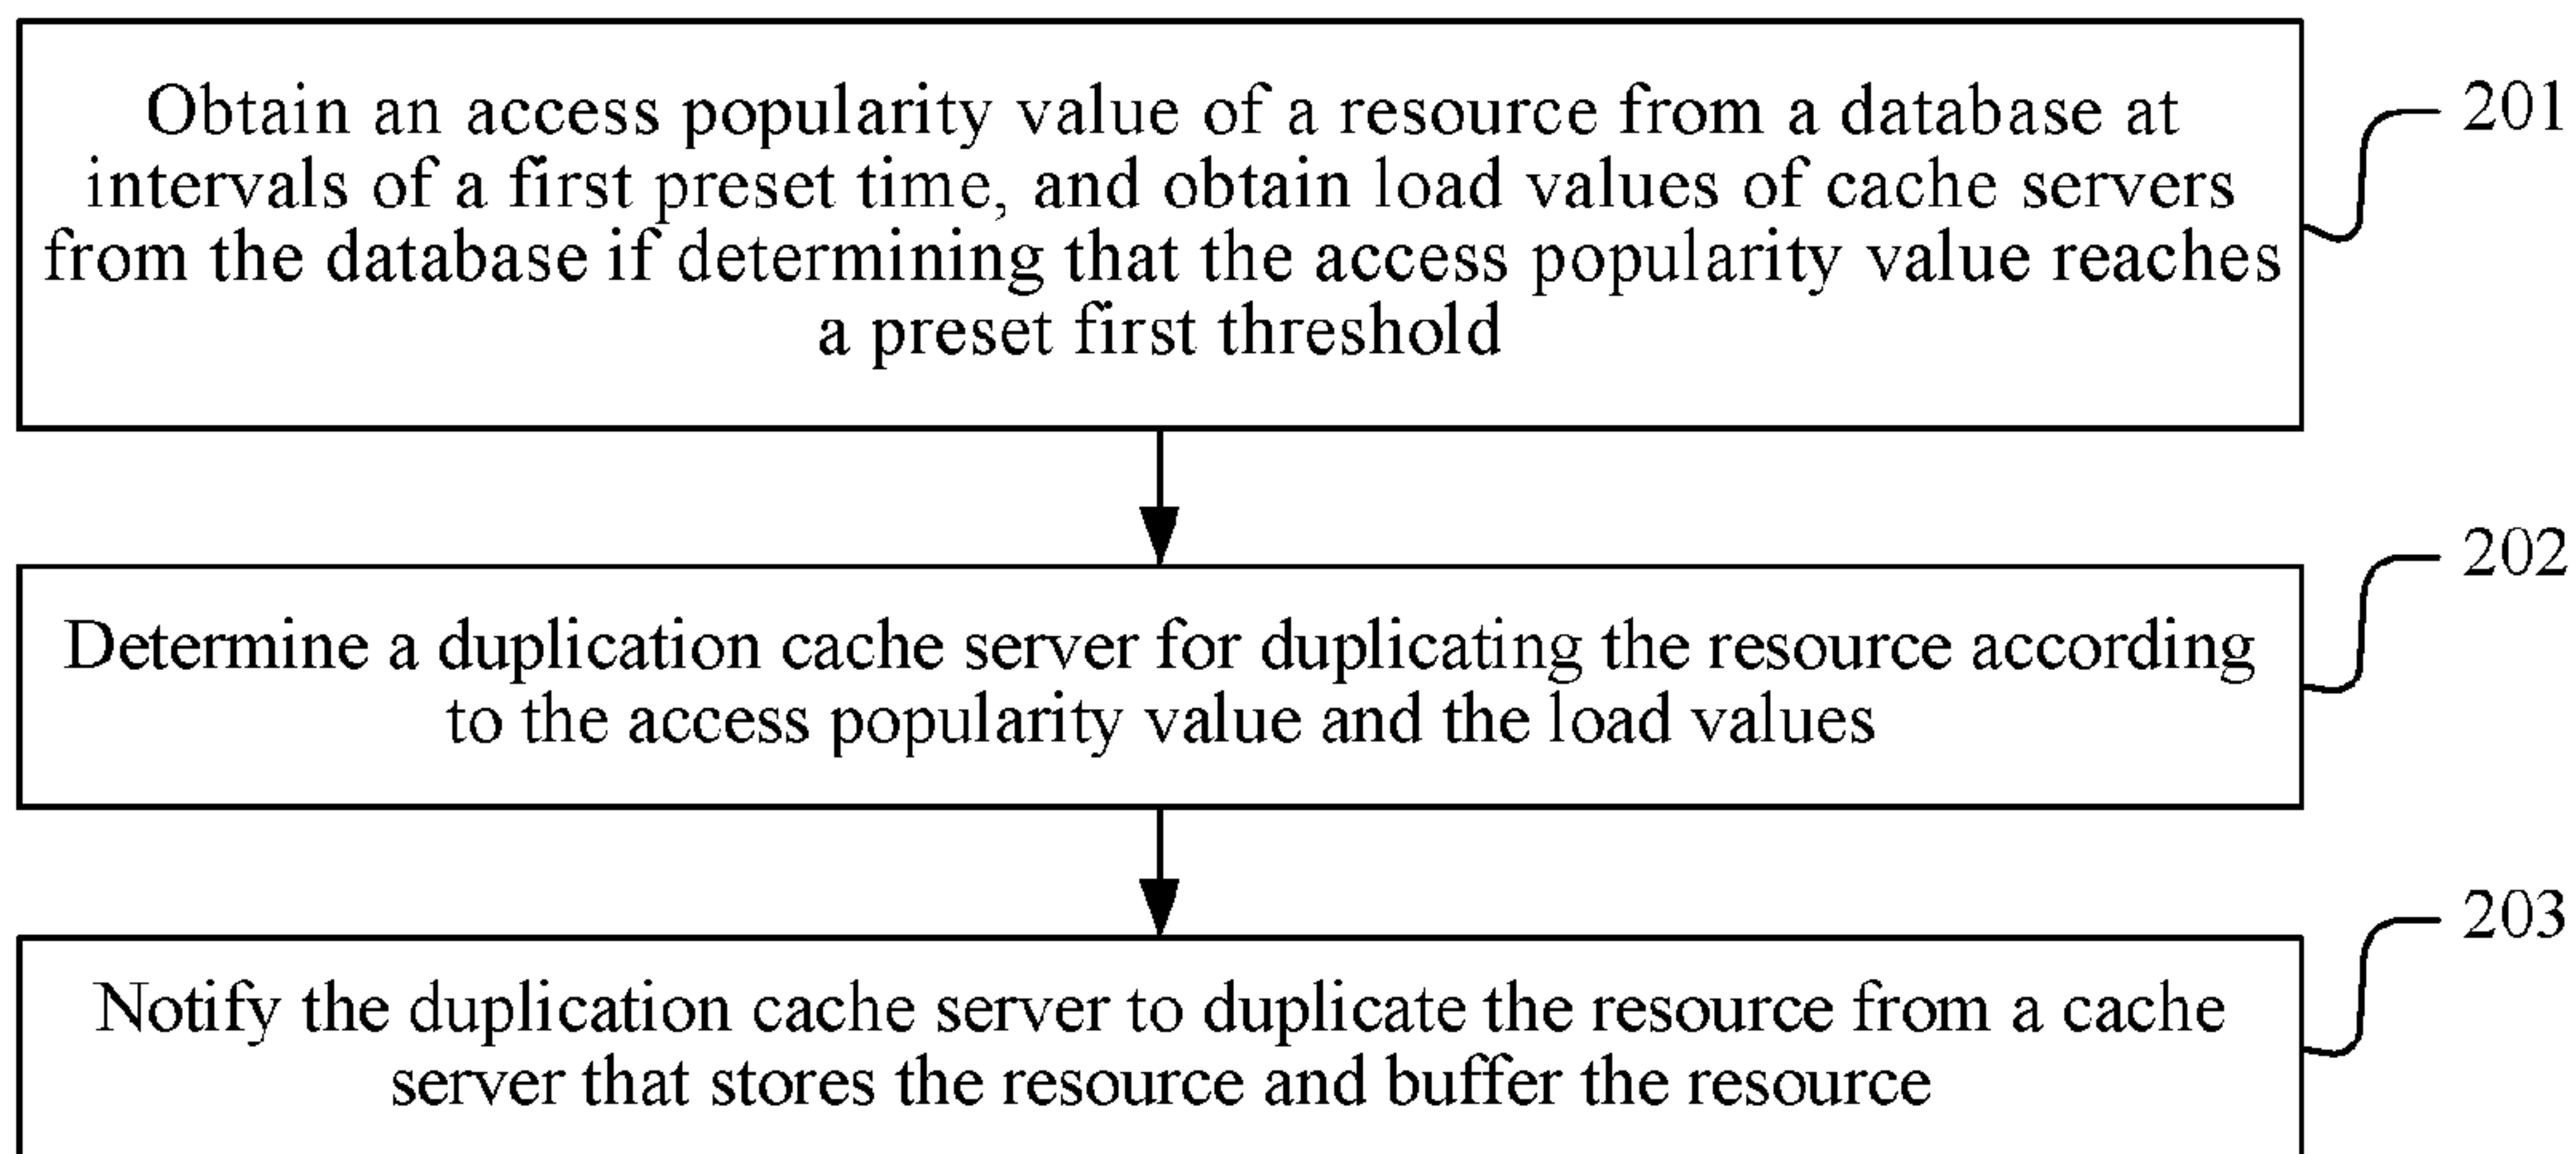 Obtain an access popularity value of a resource from a database at
intervals of a first preset time, and obtain load values of cache servers
from the database if determining that the access popularity value reaches
a preset first threshold
201
Determine a duplication cache server for duplicating the resource according
to the access popularity value and the load values
202
Notify the duplication cache server to duplicate the resource from a cache
server that stores the resource and buffer the resource
203